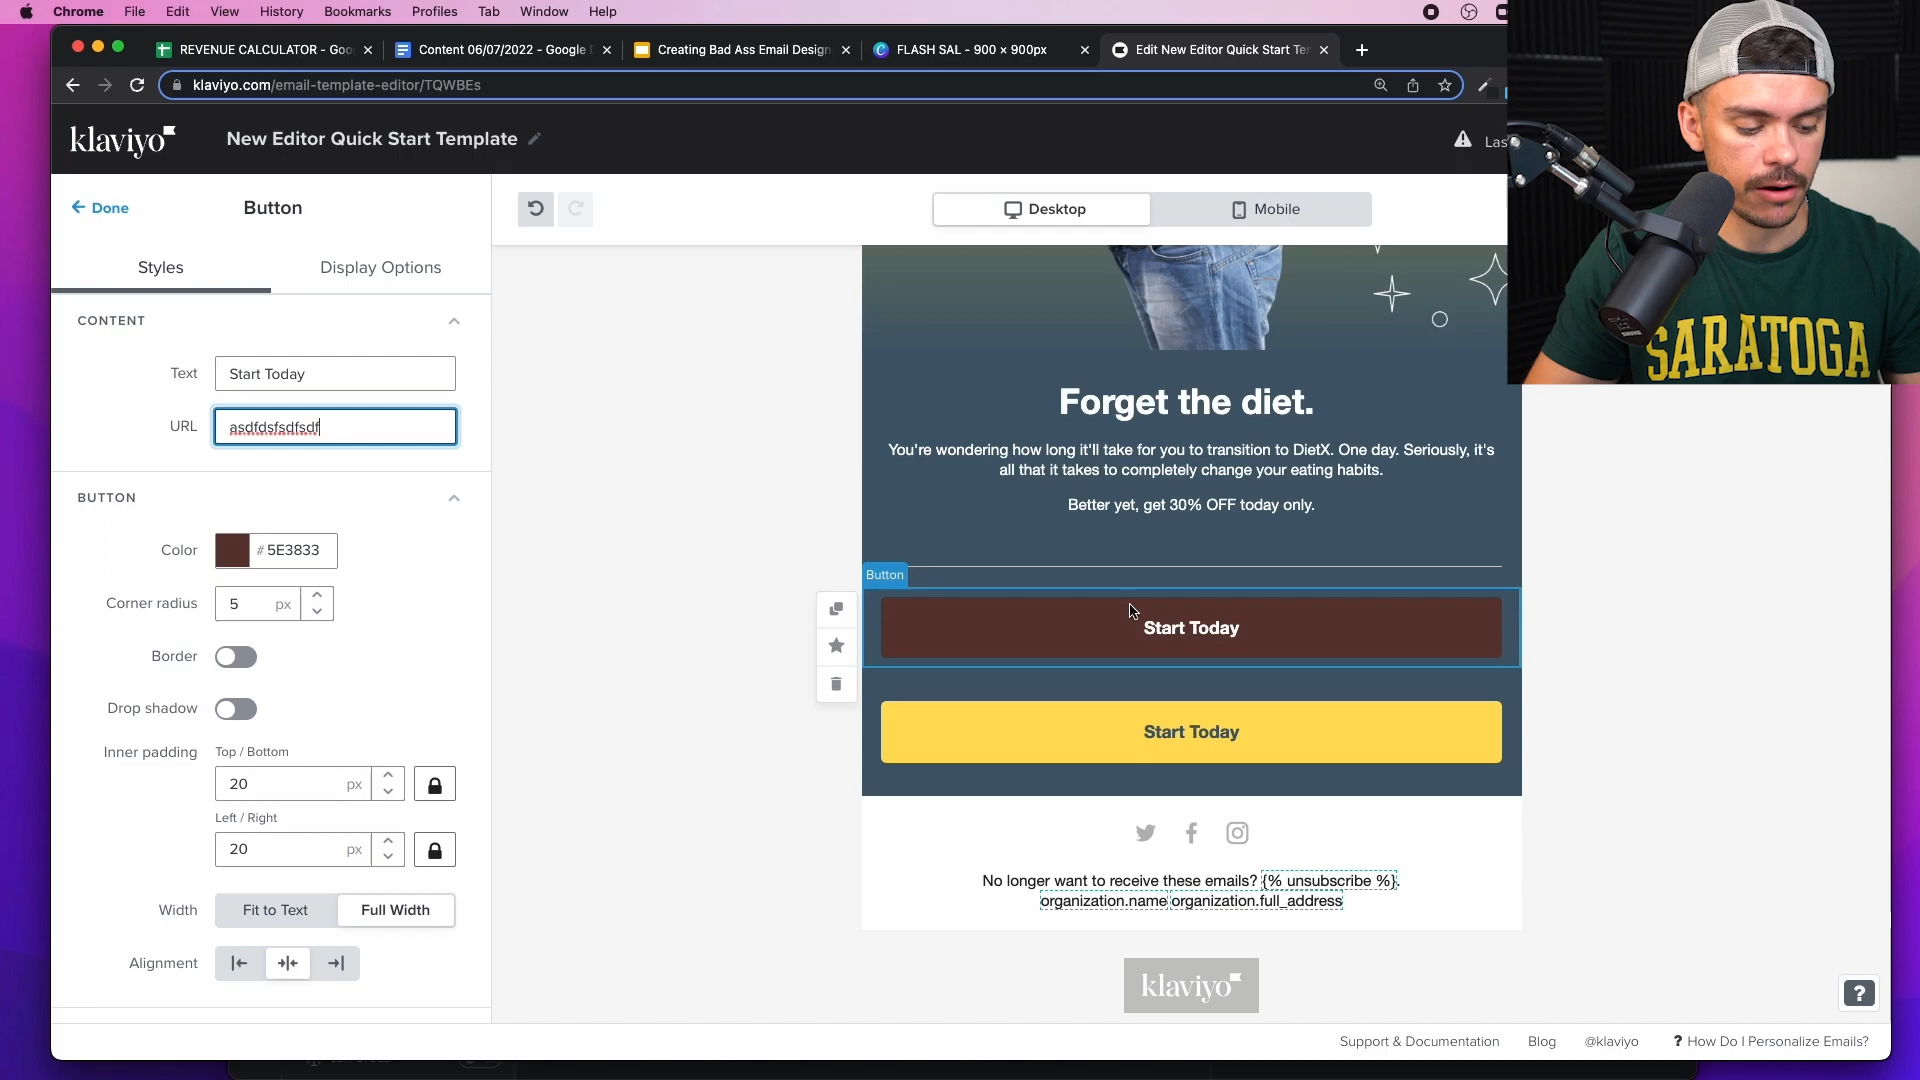 Chrome File Edit View History Bookmarks Profiles Tab Window Help
REVENUE CALCULATOR - Goo
Content 06/07/2022 - Google
Creating Bad Ass Email Design
FLASH SAL - 900 × 900px
Edit New Editor Quick Start Tem
klaviyo.com/email-template-editor/TQWBEs
klaviyo
New Editor Quick Start Template
Las
Done
Button
Desktop
Mobile
Styles
Display Options
CONTENT
Text
Start Today
URL
asdfdsfsdfsdf
BUTTON
Color
# 5E3833
Corner radius
5 px
Border
Drop shadow
Inner padding
Top / Bottom
20 px
Left / Right
20 px
Width
Fit to Text
Full Width
Alignment
Forget the diet.
You're wondering how long it'll take for you to transition to DietX. One day. Seriously, it's
all that it takes to completely change your eating habits.
Better yet, get 30% OFF today only.
Button
Start Today
Start Today
No longer want to receive these emails? {% unsubscribe %}.
organization.name organization.full_address
klaviyo
?
Support & Documentation
Blog
@klaviyo
? How Do I Personalize Emails?
SARATOGA